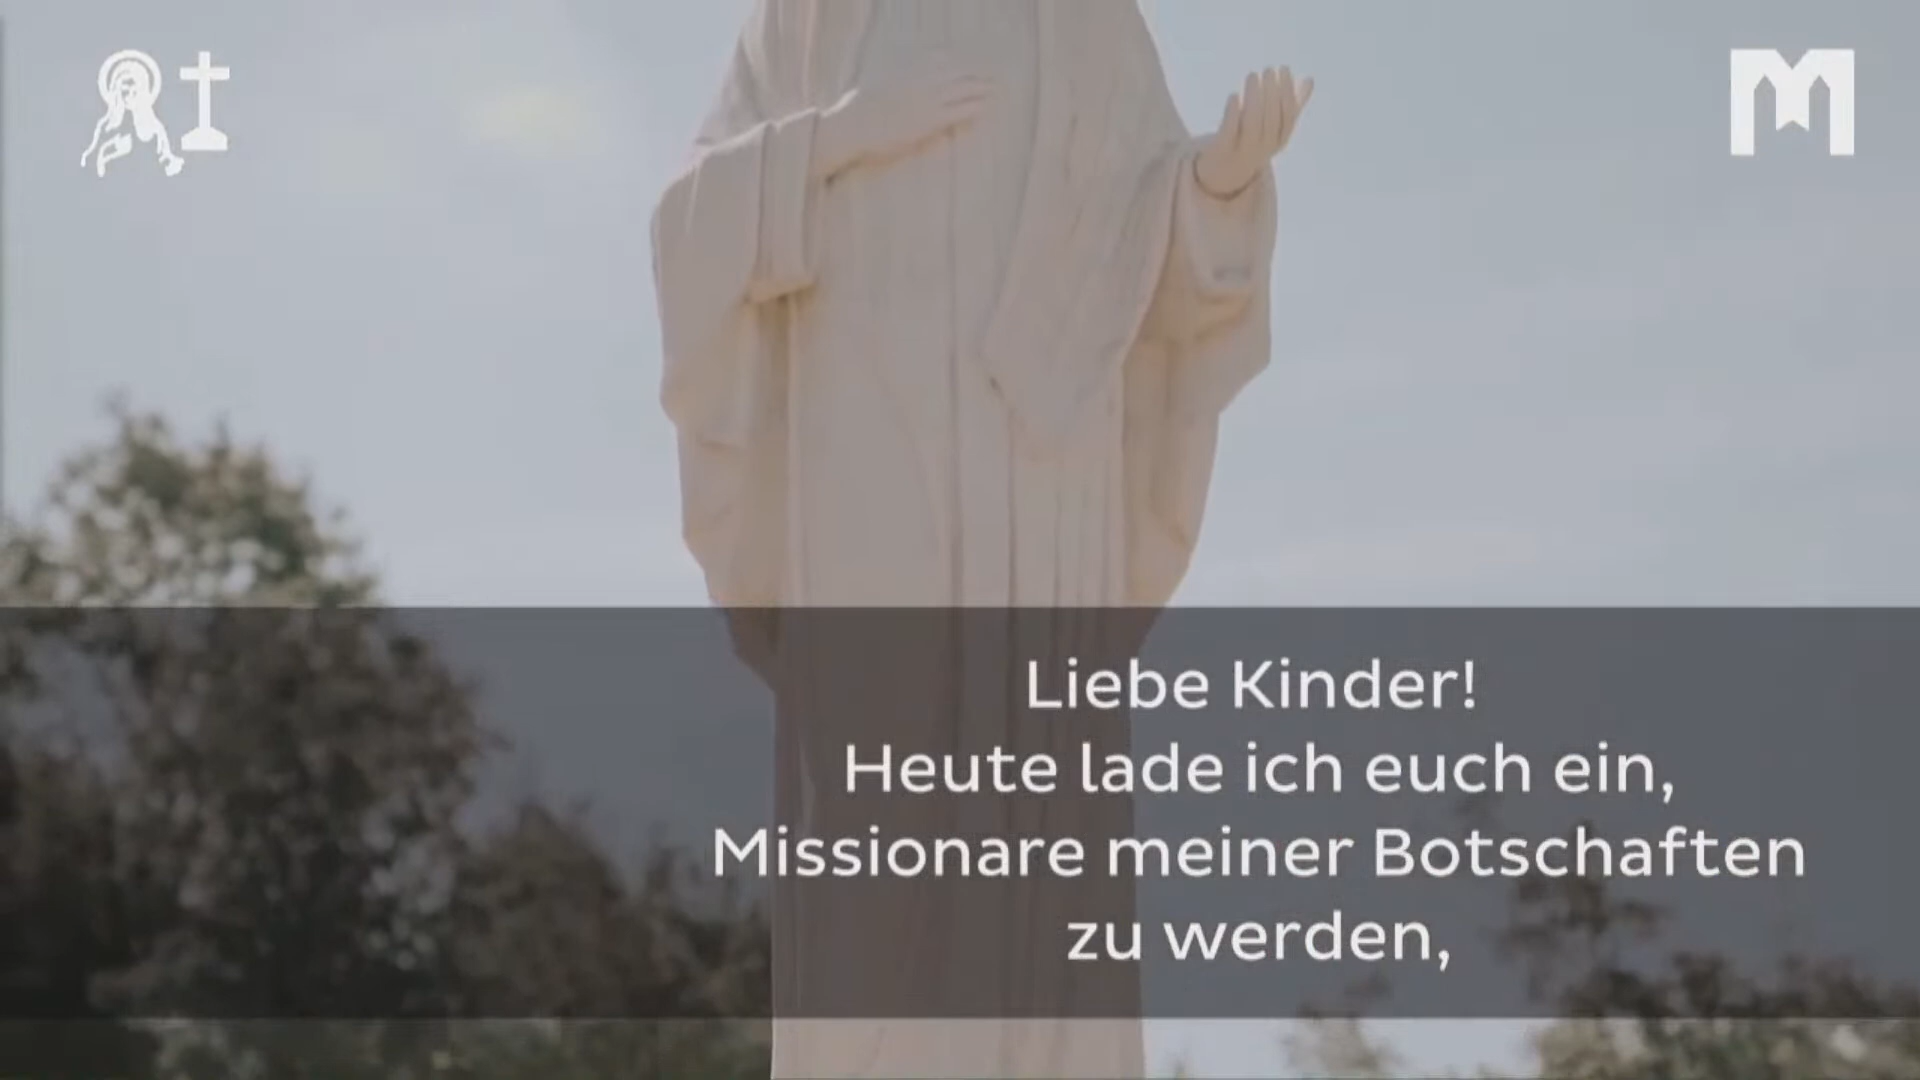 Liebe Kinder!
Heute lade ich euch ein,
Missionare meiner Botschaften
zu werden,